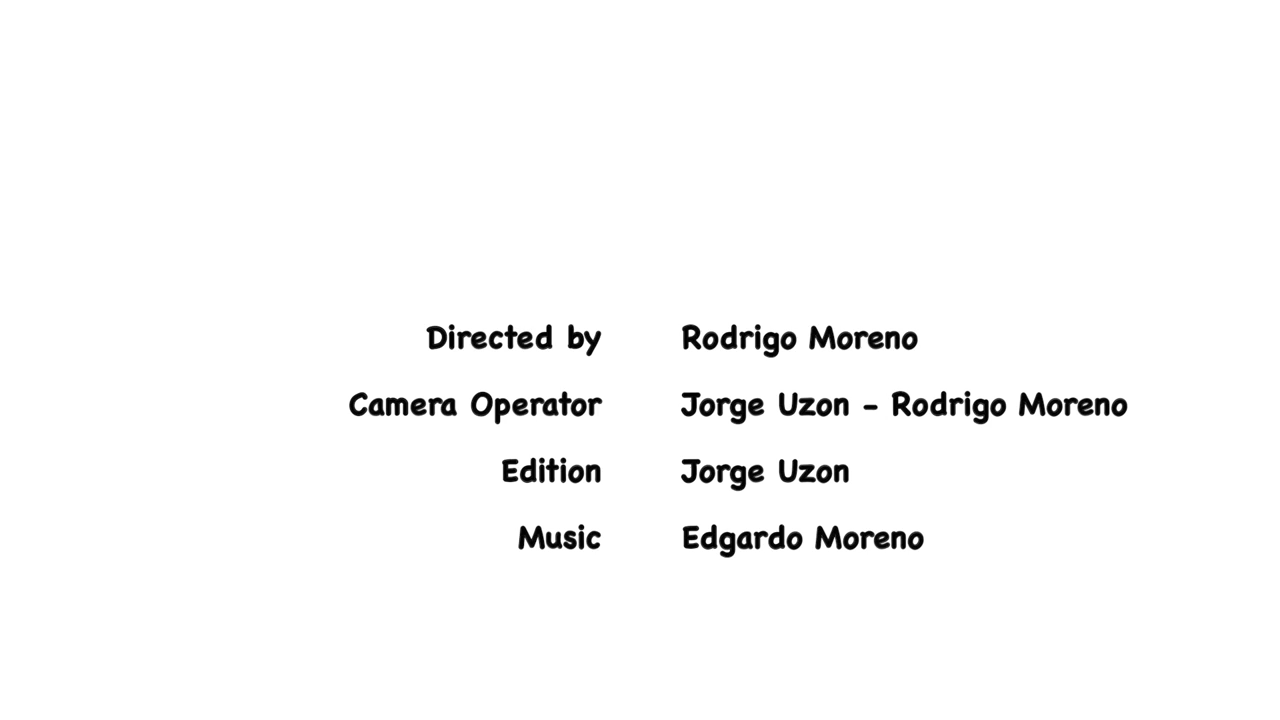 Directed by Rodrigo Moreno
Camera Operator Jorge Uzon - Rodrigo Moreno
Edition Jorge Uzon
Music Edgardo Moreno